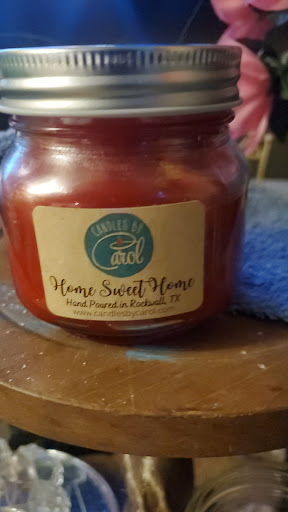 CANDLES BY
Carol
Home Sweet Home
Hand Poured in Rockwall, TX
www.candlesbycarol.com